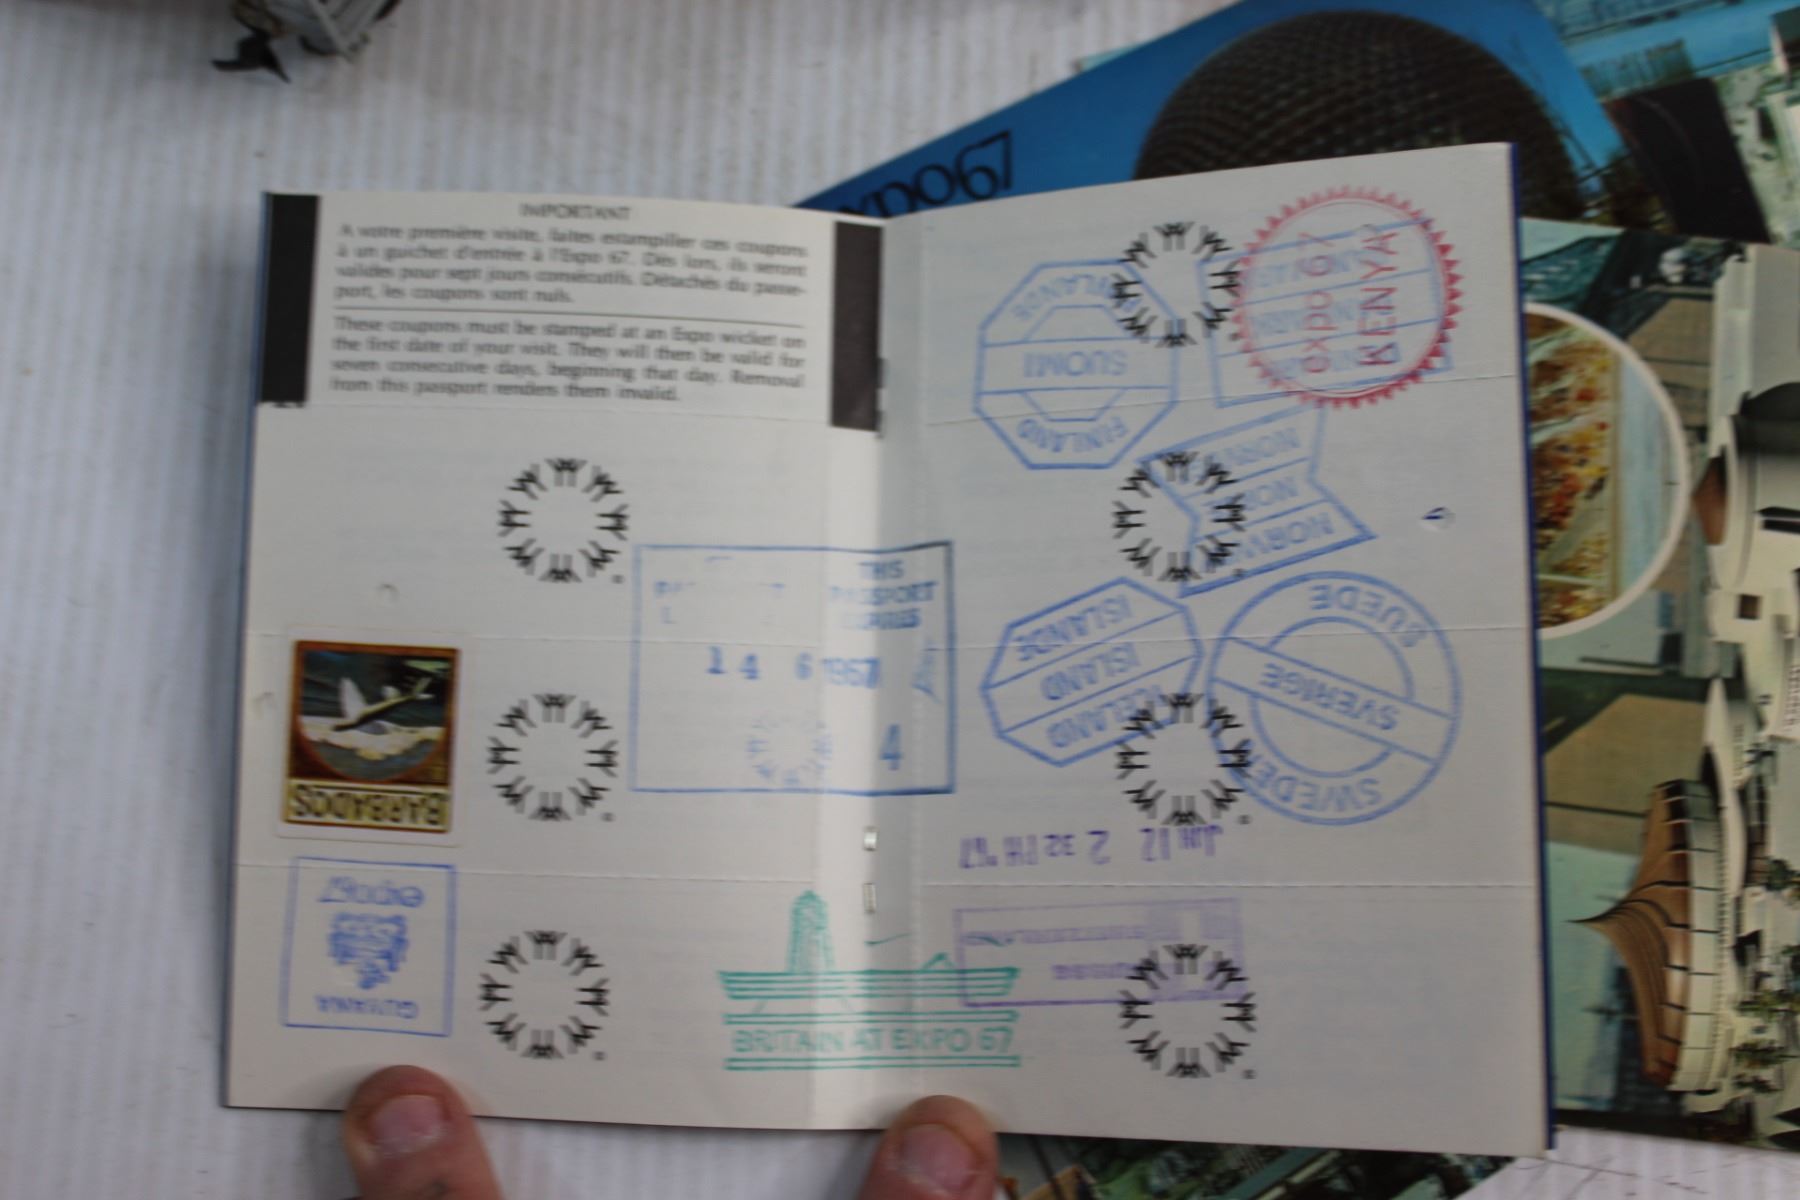 EXPO67
IMPORTANT
A votre première visite, faites estampiller ces coupons
à un guichet d'entrée à l'Expo 67. Dès lors, ils seront
valides pour sept jours consécutifs. Détachés du passe-
port, les coupons sont nuls.
These coupons must be stamped at an Expo wicket on
the first date of your visit. They will then be valid for
seven consecutive days, beginning that day. Removal
from this passport renders them invalid.
THIS
PASSPORT
EXPIRES
14 6 1967
4
BARBADOS
expo67
GUYANA
BRITAIN AT EXPO 67
FINLANDE
SUOMI
FINLAND
expo 67
KENYA
NORGE
ISLANDE
ISLAND
ICELAND
SUEDE
SVERIGE
SWEDEN
JUN 12 2 32 PM '67
SWITZERLAND